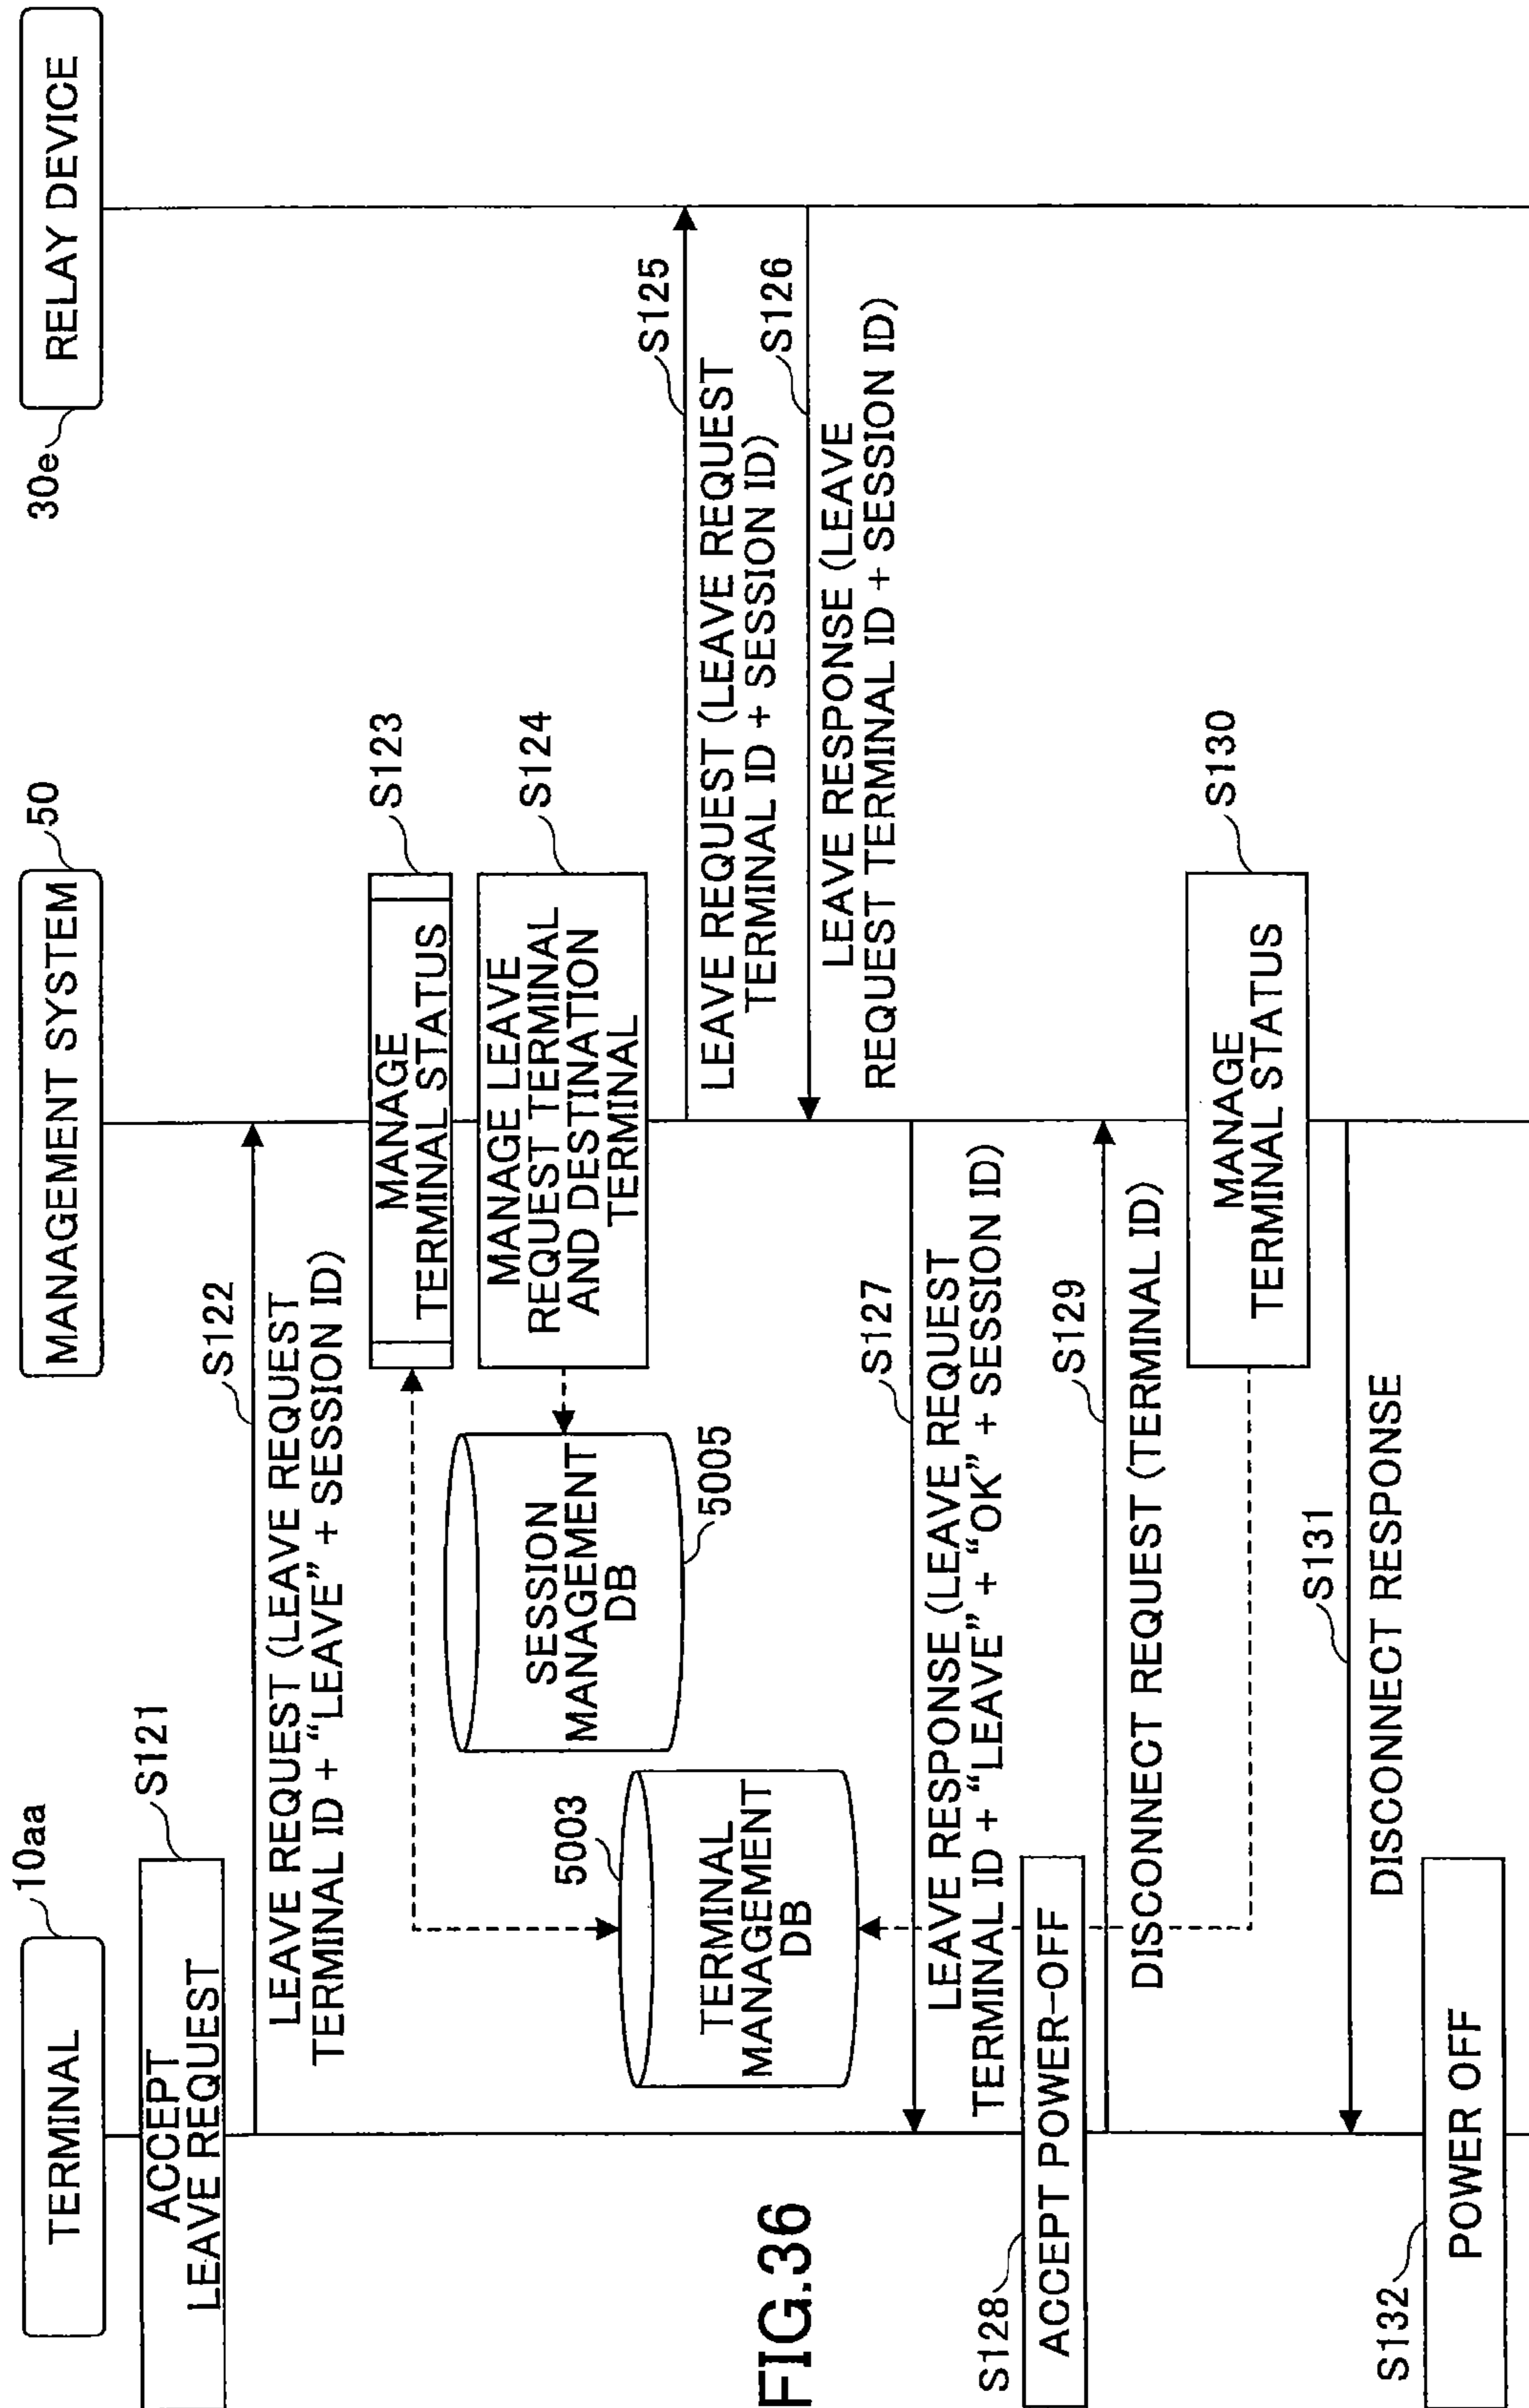 FIG.36
TERMINAL
10aa
MANAGEMENT SYSTEM
50
RELAY DEVICE
30e
ACCEPT
LEAVE REQUEST
S121
S122
LEAVE REQUEST (LEAVE REQUEST
TERMINAL ID + “LEAVE” + SESSION ID)
MANAGE
TERMINAL STATUS
S123
MANAGE LEAVE
REQUEST TERMINAL
AND DESTINATION
TERMINAL
S124
SESSION
MANAGEMENT
DB
5005
5003
TERMINAL
MANAGEMENT
DB
S125
LEAVE REQUEST (LEAVE REQUEST
TERMINAL ID + SESSION ID)
S126
LEAVE RESPONSE (LEAVE
REQUEST TERMINAL ID + SESSION ID)
S127
LEAVE RESPONSE (LEAVE REQUEST
TERMINAL ID + “LEAVE” + “OK” + SESSION ID)
S128
ACCEPT POWER-OFF
S129
DISCONNECT REQUEST (TERMINAL ID)
MANAGE
TERMINAL STATUS
S130
S131
DISCONNECT RESPONSE
S132
POWER OFF